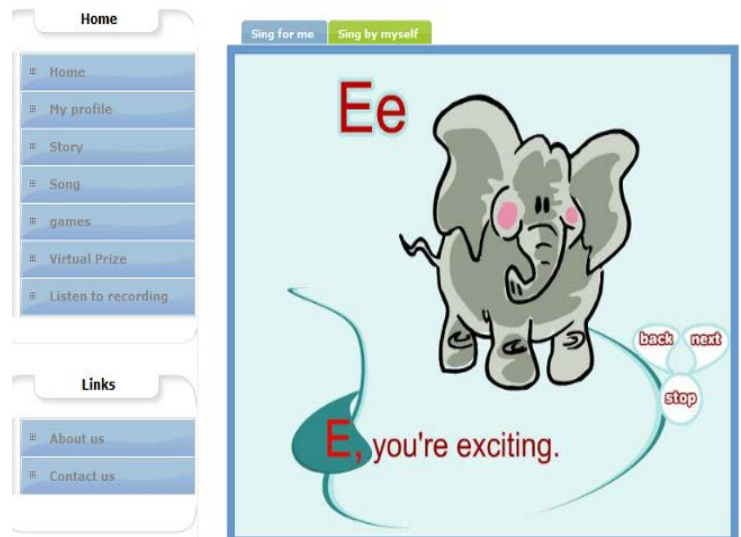 Home
Home
My profile
Story
Song
games
Virtual Prize
Listen to recording
Links
About us
Contact us
Sing for me
Sing by myself
Ee
back
next
stop
E, you're exciting.